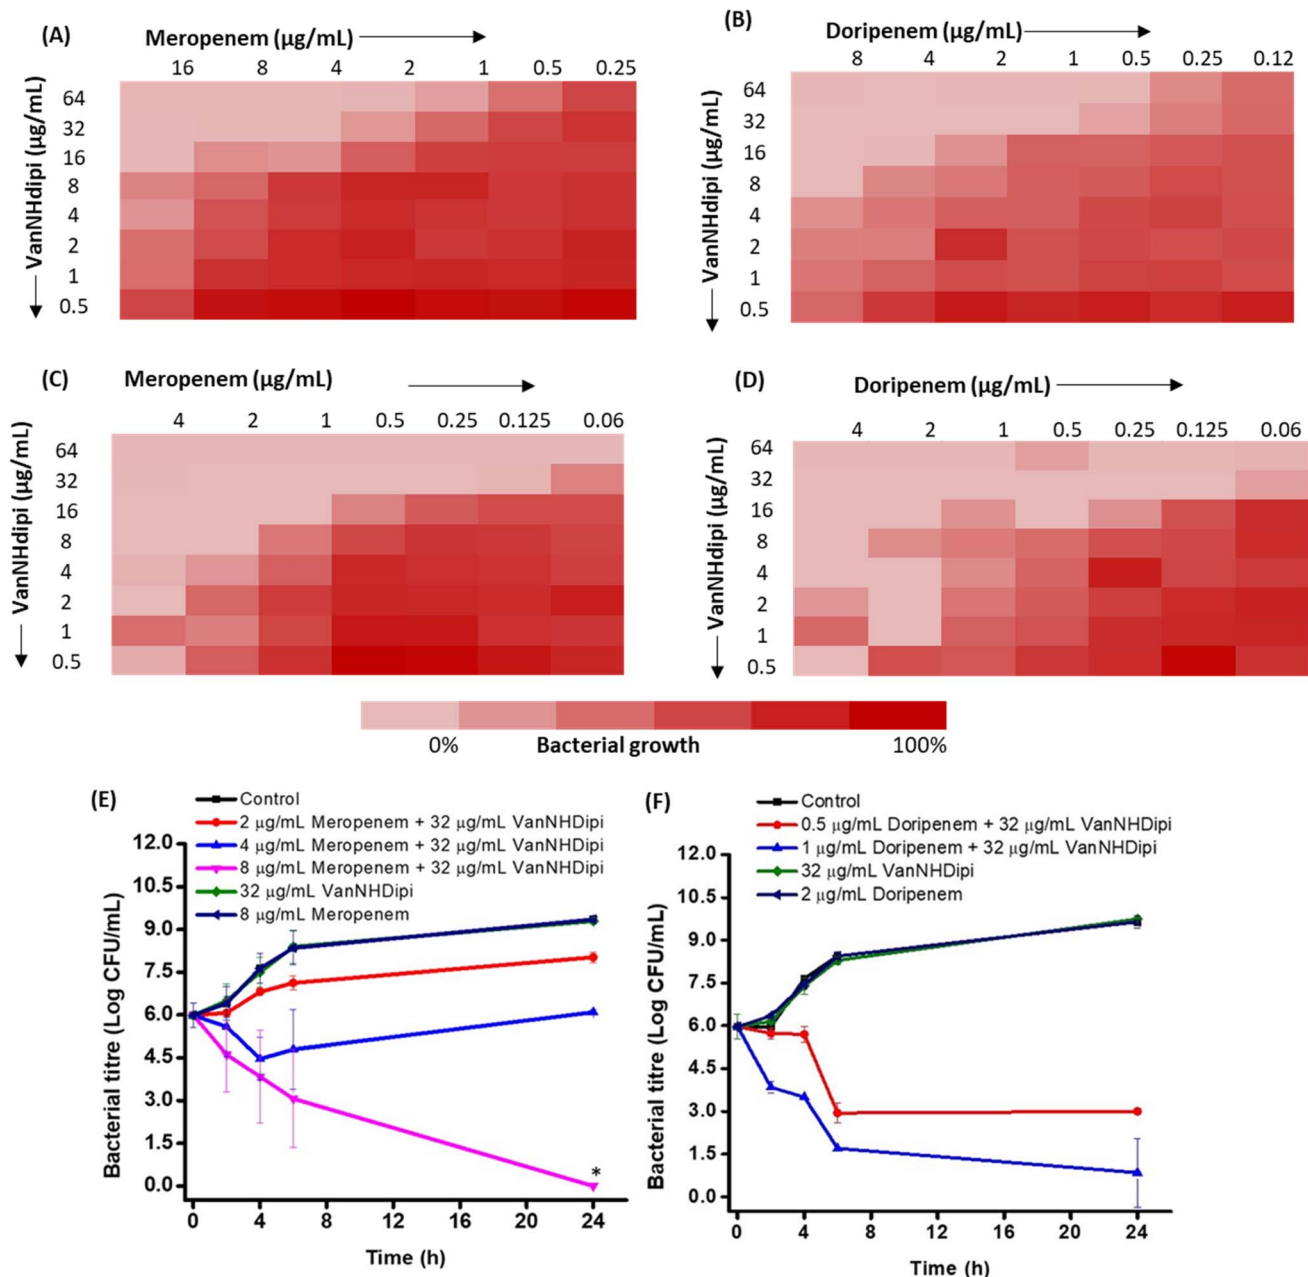 (A)
Meropenem (µg/mL)
16 8 4 2 1 0.5 0.25
VanNHdipi (µg/mL)
64
32
16
8
4
2
1
0.5
(B)
Doripenem (µg/mL)
8 4 2 1 0.5 0.25 0.12
VanNHdipi (µg/mL)
64
32
16
8
4
2
1
0.5
(C)
Meropenem (µg/mL)
4 2 1 0.5 0.25 0.125 0.06
VanNHdipi (µg/mL)
64
32
16
8
4
2
1
0.5
(D)
Doripenem (µg/mL)
4 2 1 0.5 0.25 0.125 0.06
VanNHdipi (µg/mL)
64
32
16
8
4
2
1
0.5
0% Bacterial growth 100%
(E)
Control
2 µg/mL Meropenem + 32 µg/mL VanNHDipi
4 µg/mL Meropenem + 32 µg/mL VanNHDipi
8 µg/mL Meropenem + 32 µg/mL VanNHDipi
32 µg/mL VanNHDipi
8 µg/mL Meropenem
Bacterial titre (Log CFU/mL)
12.0
10.5
9.0
7.5
6.0
4.5
3.0
1.5
0.0
*
0 4 8 12 16 20 24
Time (h)
(F)
Control
0.5 µg/mL Doripenem + 32 µg/mL VanNHDipi
1 µg/mL Doripenem + 32 µg/mL VanNHDipi
32 µg/mL VanNHDipi
2 µg/mL Doripenem
Bacterial titre (Log CFU/mL)
12.0
10.5
9.0
7.5
6.0
4.5
3.0
1.5
0.0
0 4 8 12 16 20 24
Time (h)